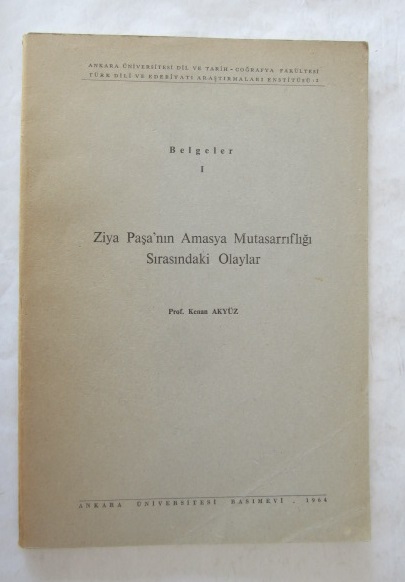 ANKARA ÜNİVERSİTESİ DİL VE TARİH - COĞRAFYA FAKÜLTESİ
TÜRK DİLİ VE EDEBİYATI ARAŞTIRMALARI ENSTİTÜSÜ : I
Belgeler
I
Ziya Paşa'nın Amasya Mutasarrıflığı
Sırasındaki Olaylar
Prof. Kenan AKYÜZ
ANKARA ÜNİVERSİTESİ BASIMEVİ . 1964